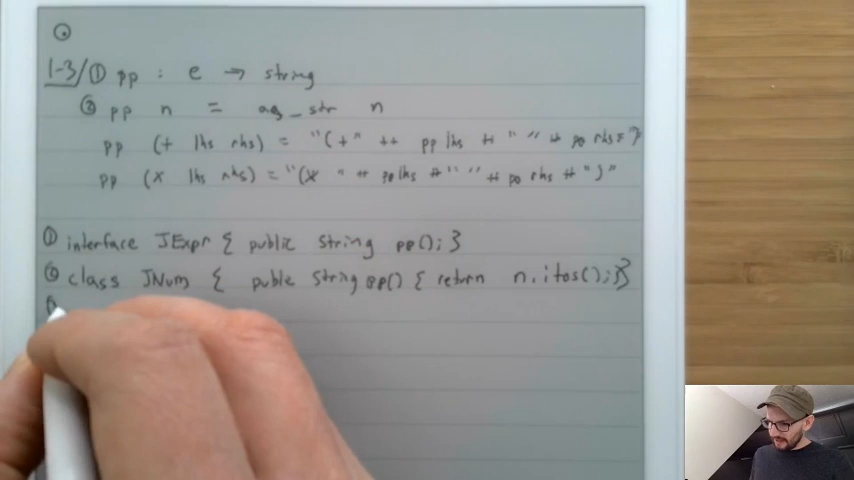 1-3/① pp : e → string
② pp n = as_str n
pp (+ lhs rhs) = "(+" ++ pp lhs ++ " " ++ pp rhs ++ ")"
pp (x lhs rhs) = "(x " ++ pp lhs ++ " " ++ pp rhs ++ ")"
① interface JExpr { public String pp(); }
② class JNum { public String pp() { return n.itos(); }}